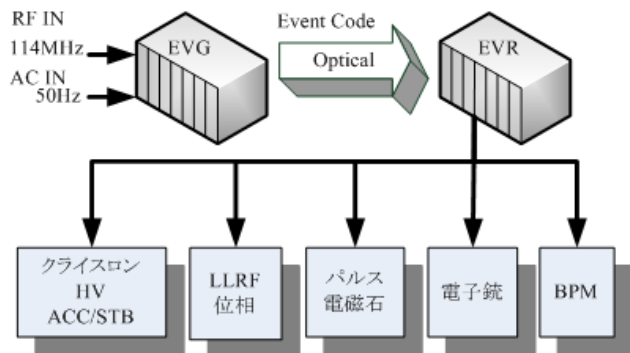 RF IN
114MHz
AC IN
50Hz
EVG
Event Code
Optical
EVR
クライスロン
HV
ACC/STB
LLRF
位相
パルス
電磁石
電子銃
BPM